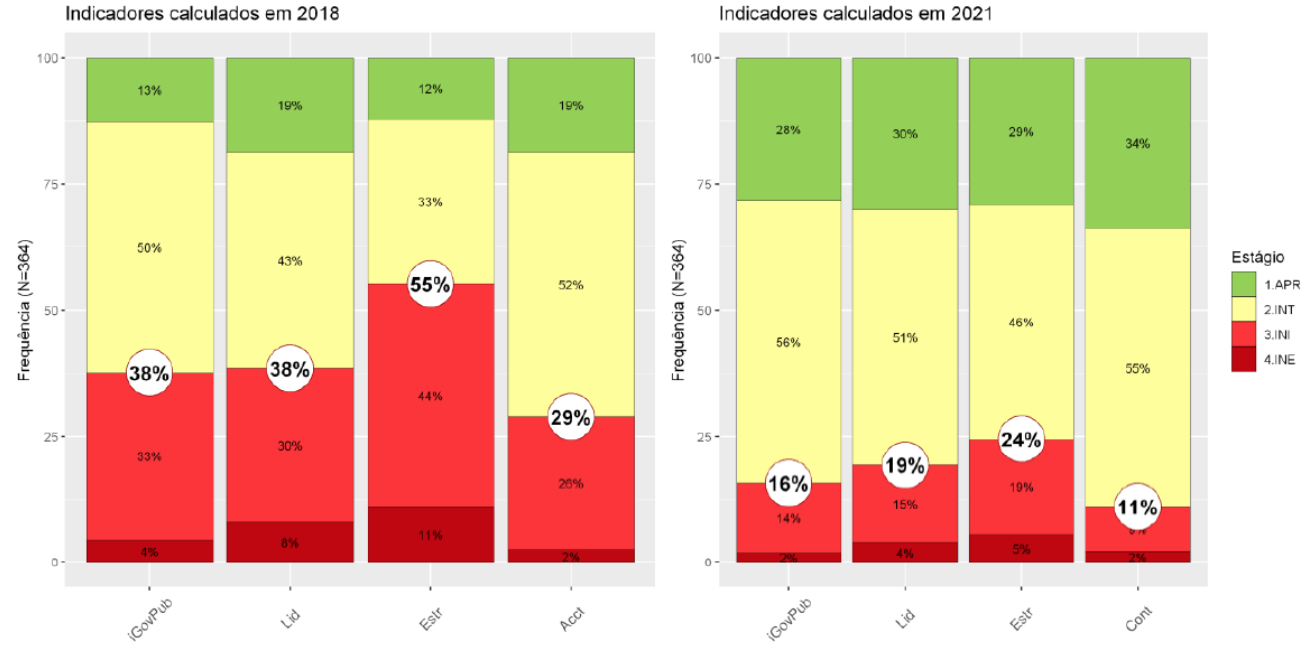 Indicadores calculados em 2018
Indicadores calculados em 2021
Frequência (N=364)
100
75
50
25
0
13%
19%
12%
19%
50%
43%
33%
52%
38%
38%
55%
29%
33%
30%
44%
26%
4%
8%
11%
2%
iGovPub
Lid
Estr
Acct
Frequência (N=364)
100
75
50
25
0
28%
30%
29%
34%
56%
51%
46%
55%
16%
19%
24%
11%
14%
15%
19%
2%
4%
5%
2%
iGovPub
Lid
Estr
Cont
Estágio
1.APR
2.INT
3.INI
4.INE